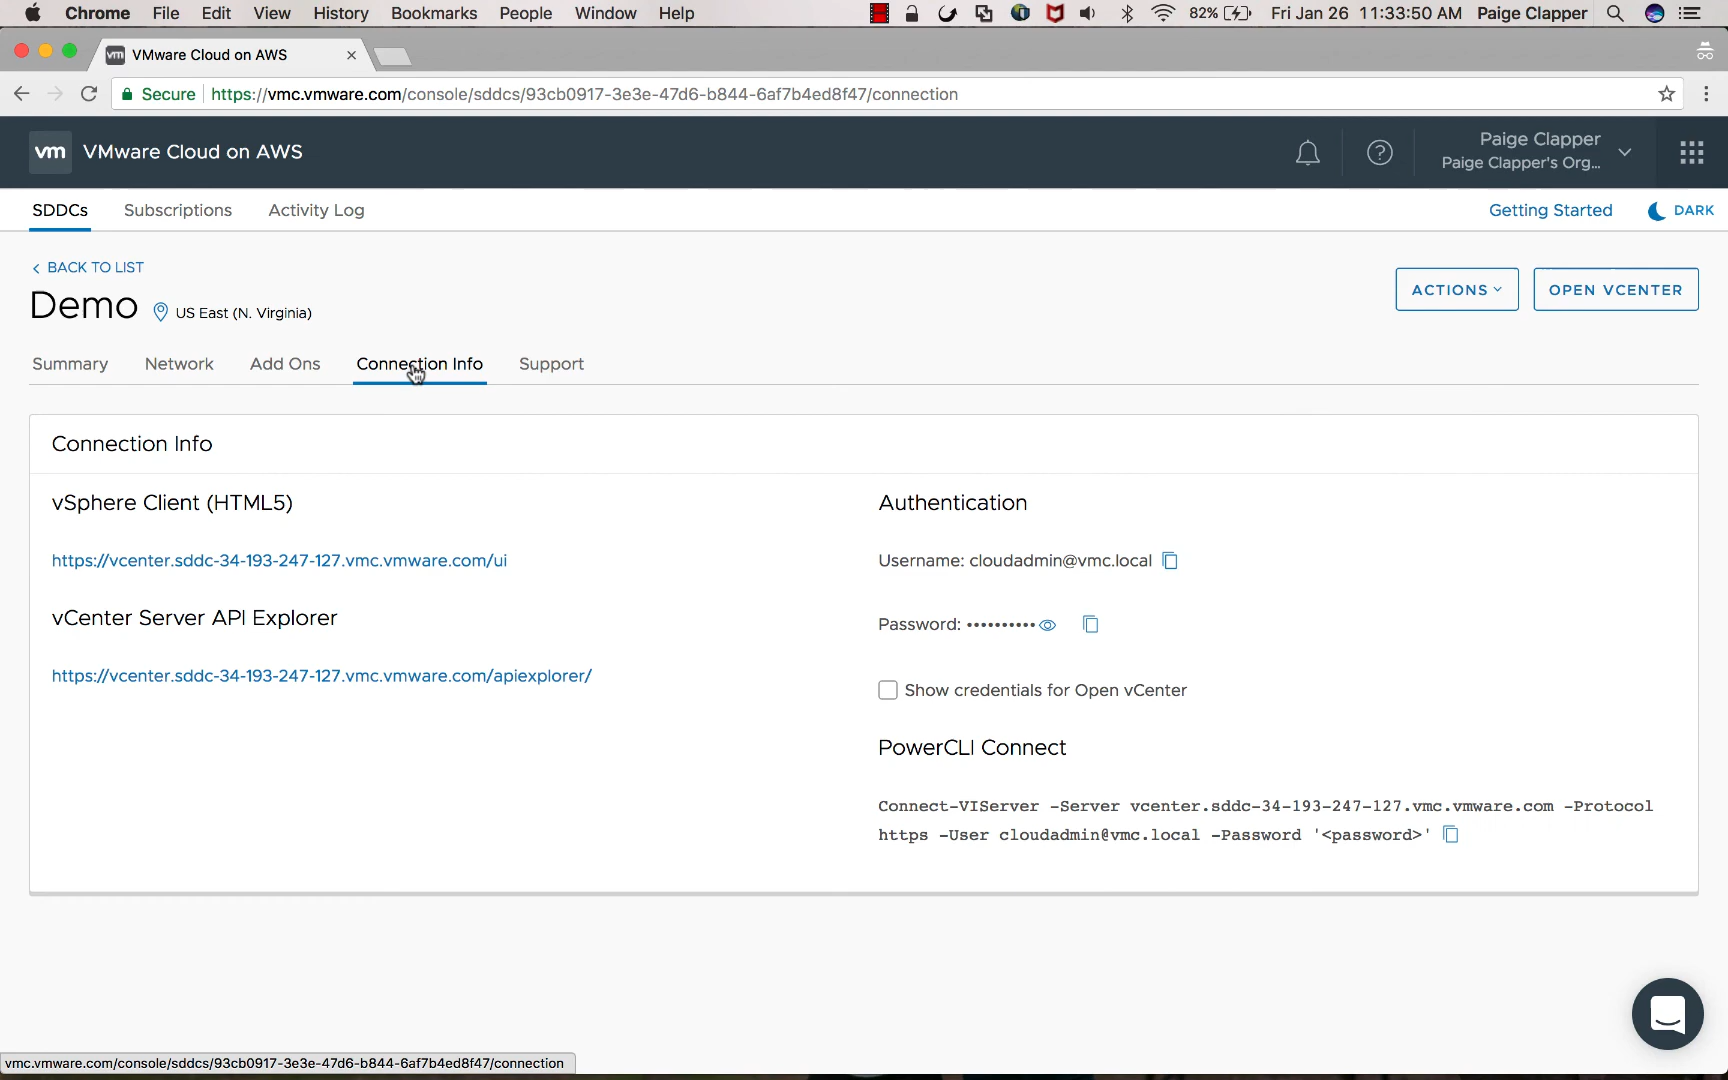 Chrome File Edit View History Bookmarks People Window Help 82% Fri Jan 26 11:33:50 AM Paige Clapper
vm VMware Cloud on AWS
Secure https://vmc.vmware.com/console/sddcs/93cb0917-3e3e-47d6-b844-6af7b4ed8f47/connection
vm VMware Cloud on AWS
Paige Clapper
Paige Clapper's Org...
SDDCs Subscriptions Activity Log Getting Started DARK
BACK TO LIST
Demo US East (N. Virginia)
ACTIONS OPEN VCENTER
Summary Network Add Ons Connection Info Support
Connection Info
vSphere Client (HTML5)
https://vcenter.sddc-34-193-247-127.vmc.vmware.com/ui
vCenter Server API Explorer
https://vcenter.sddc-34-193-247-127.vmc.vmware.com/apiexplorer/
Authentication
Username: cloudadmin@vmc.local
Password: ••••••••••
Show credentials for Open vCenter
PowerCLI Connect
Connect-VIServer -Server vcenter.sddc-34-193-247-127.vmc.vmware.com -Protocol
https -User cloudadmin@vmc.local -Password '<password>'
vmc.vmware.com/console/sddcs/93cb0917-3e3e-47d6-b844-6af7b4ed8f47/connection